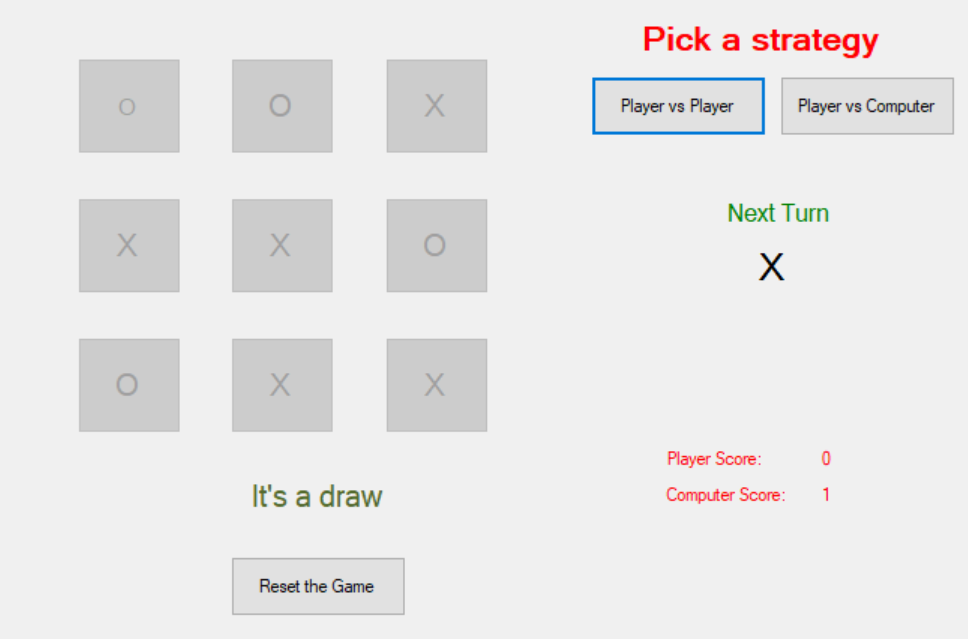 Pick a strategy
Player vs Player Player vs Computer
O O X
Next Turn
X
X X O
O X X
Player Score: 0
Computer Score: 1
It's a draw
Reset the Game